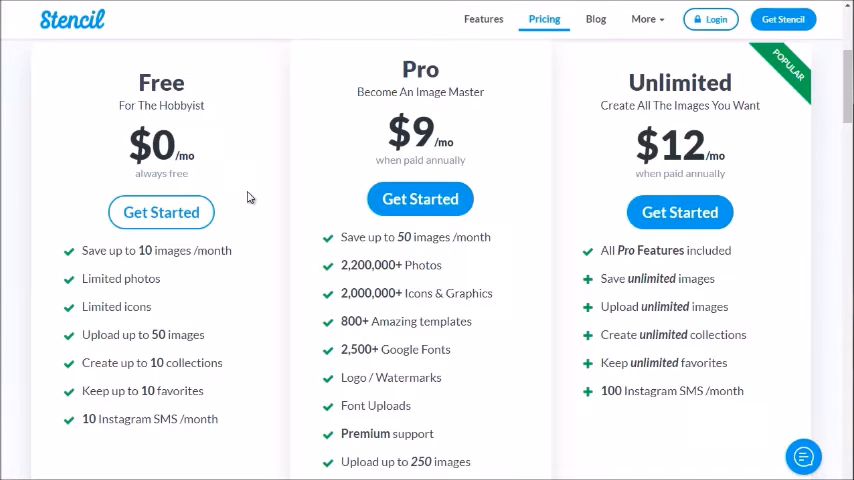 Stencil
Features
Pricing
Blog
More
Login
Get Stencil
Free
For The Hobbyist
$0/mo
always free
Get Started
Save up to 10 images /month
Limited photos
Limited icons
Upload up to 50 images
Create up to 10 collections
Keep up to 10 favorites
10 Instagram SMS /month
Pro
Become An Image Master
$9/mo
when paid annually
Get Started
Save up to 50 images /month
2,200,000+ Photos
2,000,000+ Icons & Graphics
800+ Amazing templates
2,500+ Google Fonts
Logo / Watermarks
Font Uploads
Premium support
Upload up to 250 images
POPULAR
Unlimited
Create All The Images You Want
$12/mo
when paid annually
Get Started
All Pro Features included
Save unlimited images
Upload unlimited images
Create unlimited collections
Keep unlimited favorites
100 Instagram SMS /month